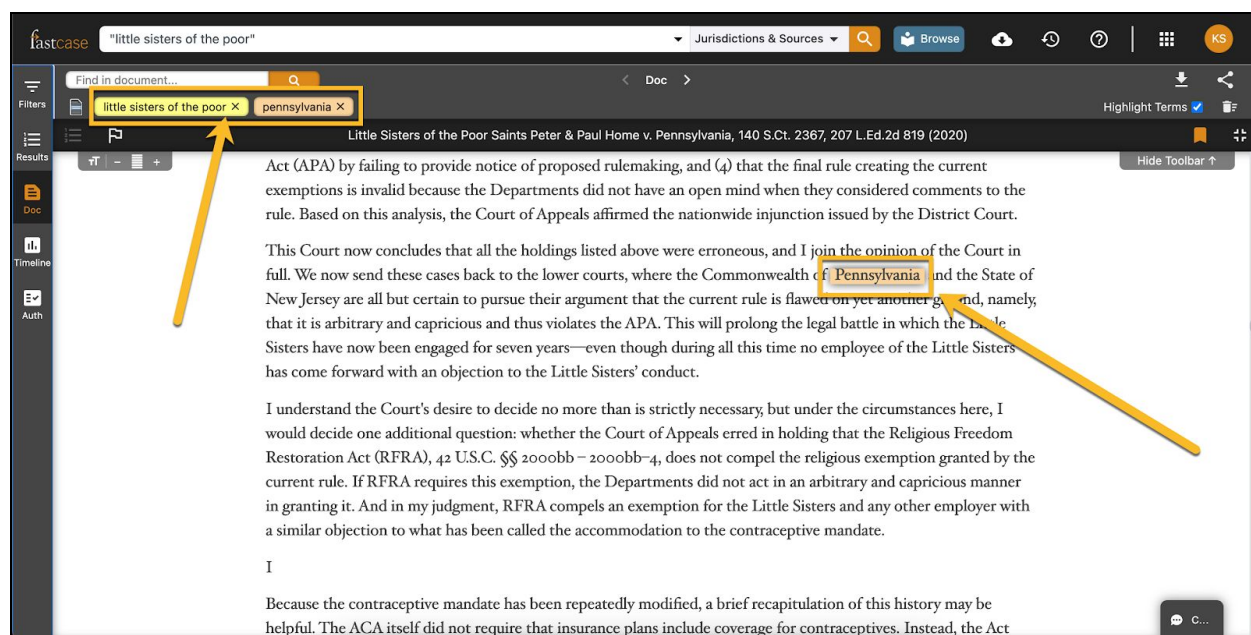 fastcase "little sisters of the poor" Jurisdictions & Sources Browse KS
Find in document... Doc
Filters little sisters of the poor × pennsylvania × Highlight Terms
Results Little Sisters of the Poor Saints Peter & Paul Home v. Pennsylvania, 140 S.Ct. 2367, 207 L.Ed.2d 819 (2020)
тT - + Hide Toolbar ↑
Doc
Timeline
Auth
Act (APA) by failing to provide notice of proposed rulemaking, and (4) that the final rule creating the current
exemptions is invalid because the Departments did not have an open mind when they considered comments to the
rule. Based on this analysis, the Court of Appeals affirmed the nationwide injunction issued by the District Court.
This Court now concludes that all the holdings listed above were erroneous, and I join the opinion of the Court in
full. We now send these cases back to the lower courts, where the Commonwealth of Pennsylvania and the State of
New Jersey are all but certain to pursue their argument that the current rule is flawed on yet another ground, namely,
that it is arbitrary and capricious and thus violates the APA. This will prolong the legal battle in which the Little
Sisters have now been engaged for seven years—even though during all this time no employee of the Little Sisters
has come forward with an objection to the Little Sisters' conduct.
I understand the Court's desire to decide no more than is strictly necessary, but under the circumstances here, I
would decide one additional question: whether the Court of Appeals erred in holding that the Religious Freedom
Restoration Act (RFRA), 42 U.S.C. §§ 2000bb – 2000bb–4, does not compel the religious exemption granted by the
current rule. If RFRA requires this exemption, the Departments did not act in an arbitrary and capricious manner
in granting it. And in my judgment, RFRA compels an exemption for the Little Sisters and any other employer with
a similar objection to what has been called the accommodation to the contraceptive mandate.
I
Because the contraceptive mandate has been repeatedly modified, a brief recapitulation of this history may be
helpful. The ACA itself did not require that insurance plans include coverage for contraceptives. Instead, the Act
C...